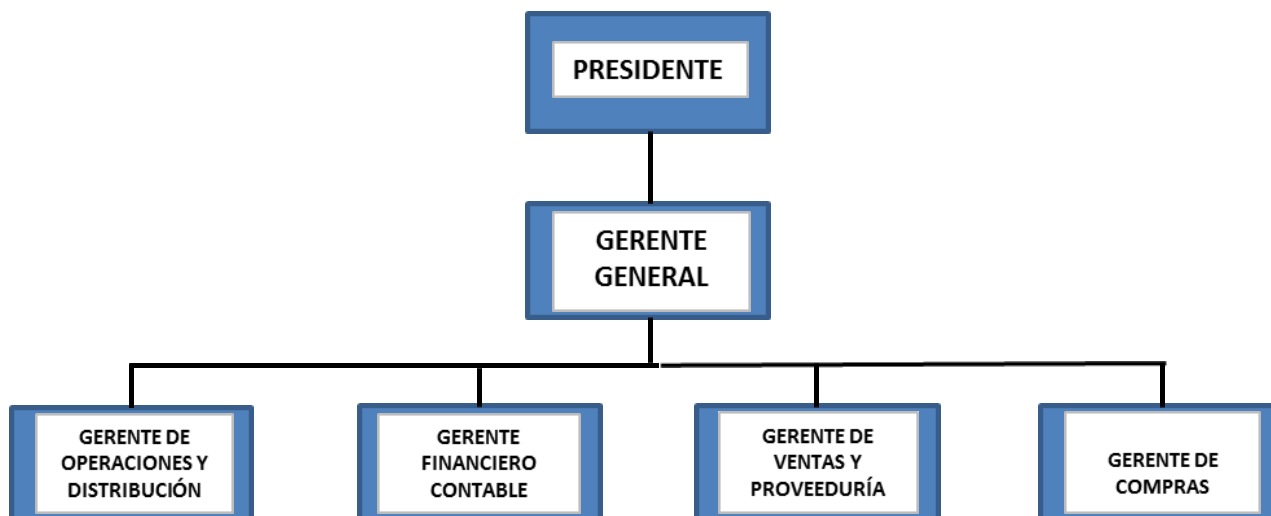 PRESIDENTE
GERENTE
GENERAL
GERENTE DE
OPERACIONES Y
DISTRIBUCIÓN
GERENTE
FINANCIERO
CONTABLE
GERENTE DE
VENTAS Y
PROVEEDURÍA
GERENTE DE
COMPRAS